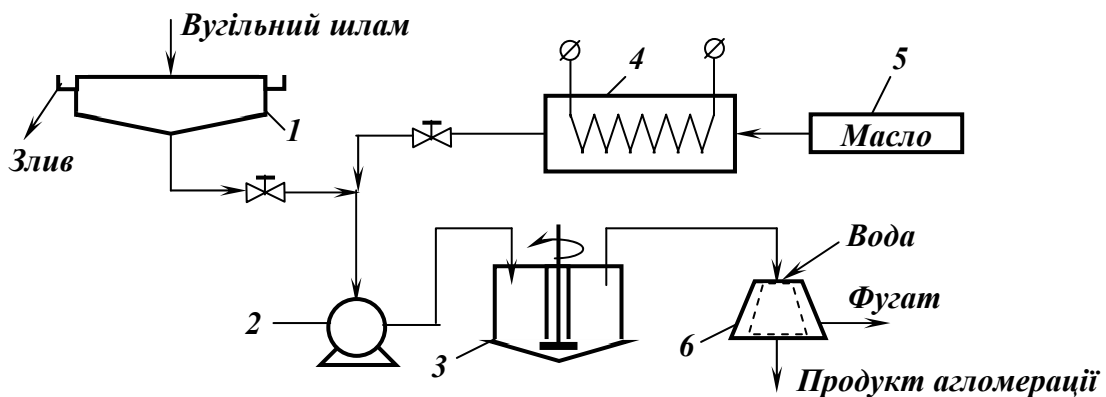 Вугільний шлам
4
5
1
Масло
Злив
Вода
2
Фугат
3
6
Продукт агломерації